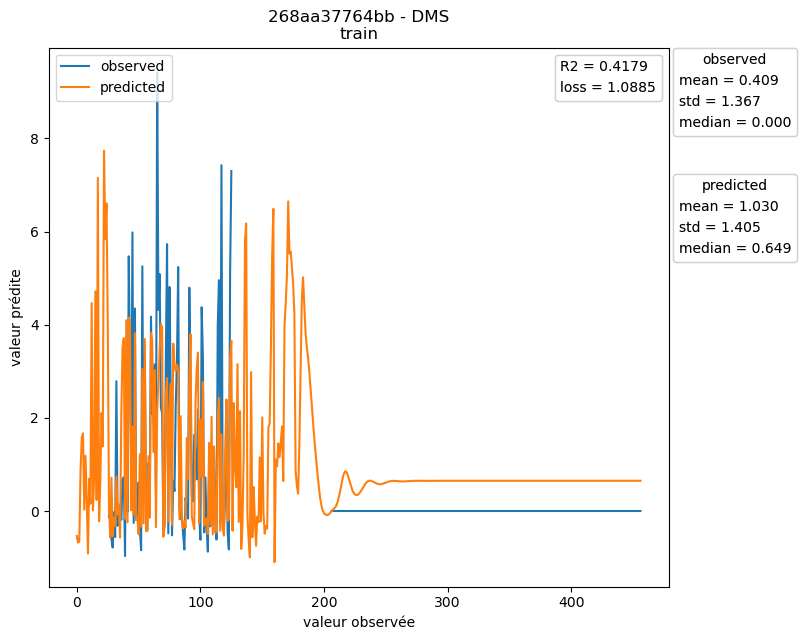 268aa37764bb - DMS
train
observed
predicted
R2 = 0.4179
loss = 1.0885
observed
mean = 0.409
std = 1.367
median = 0.000
predicted
mean = 1.030
std = 1.405
median = 0.649
valeur prédite
8
6
4
2
0
0 100 200 300 400
valeur observée